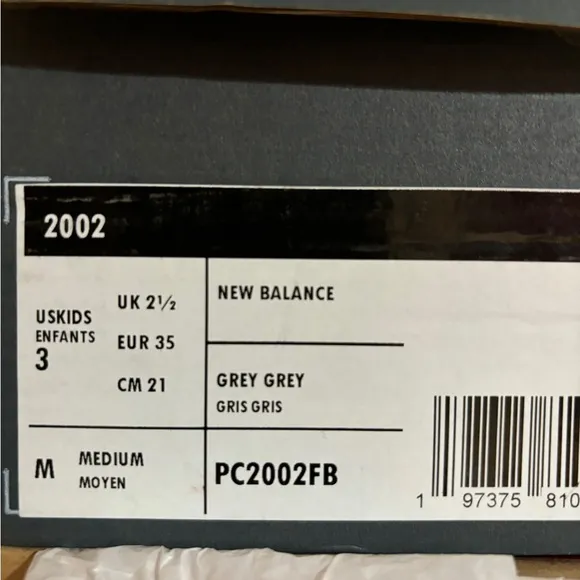 2002
USKIDS
ENFANTS
3
UK 2½
EUR 35
CM 21
NEW BALANCE
GREY GREY
GRIS GRIS
M
MEDIUM
MOYEN
PC2002FB
1 97375 810